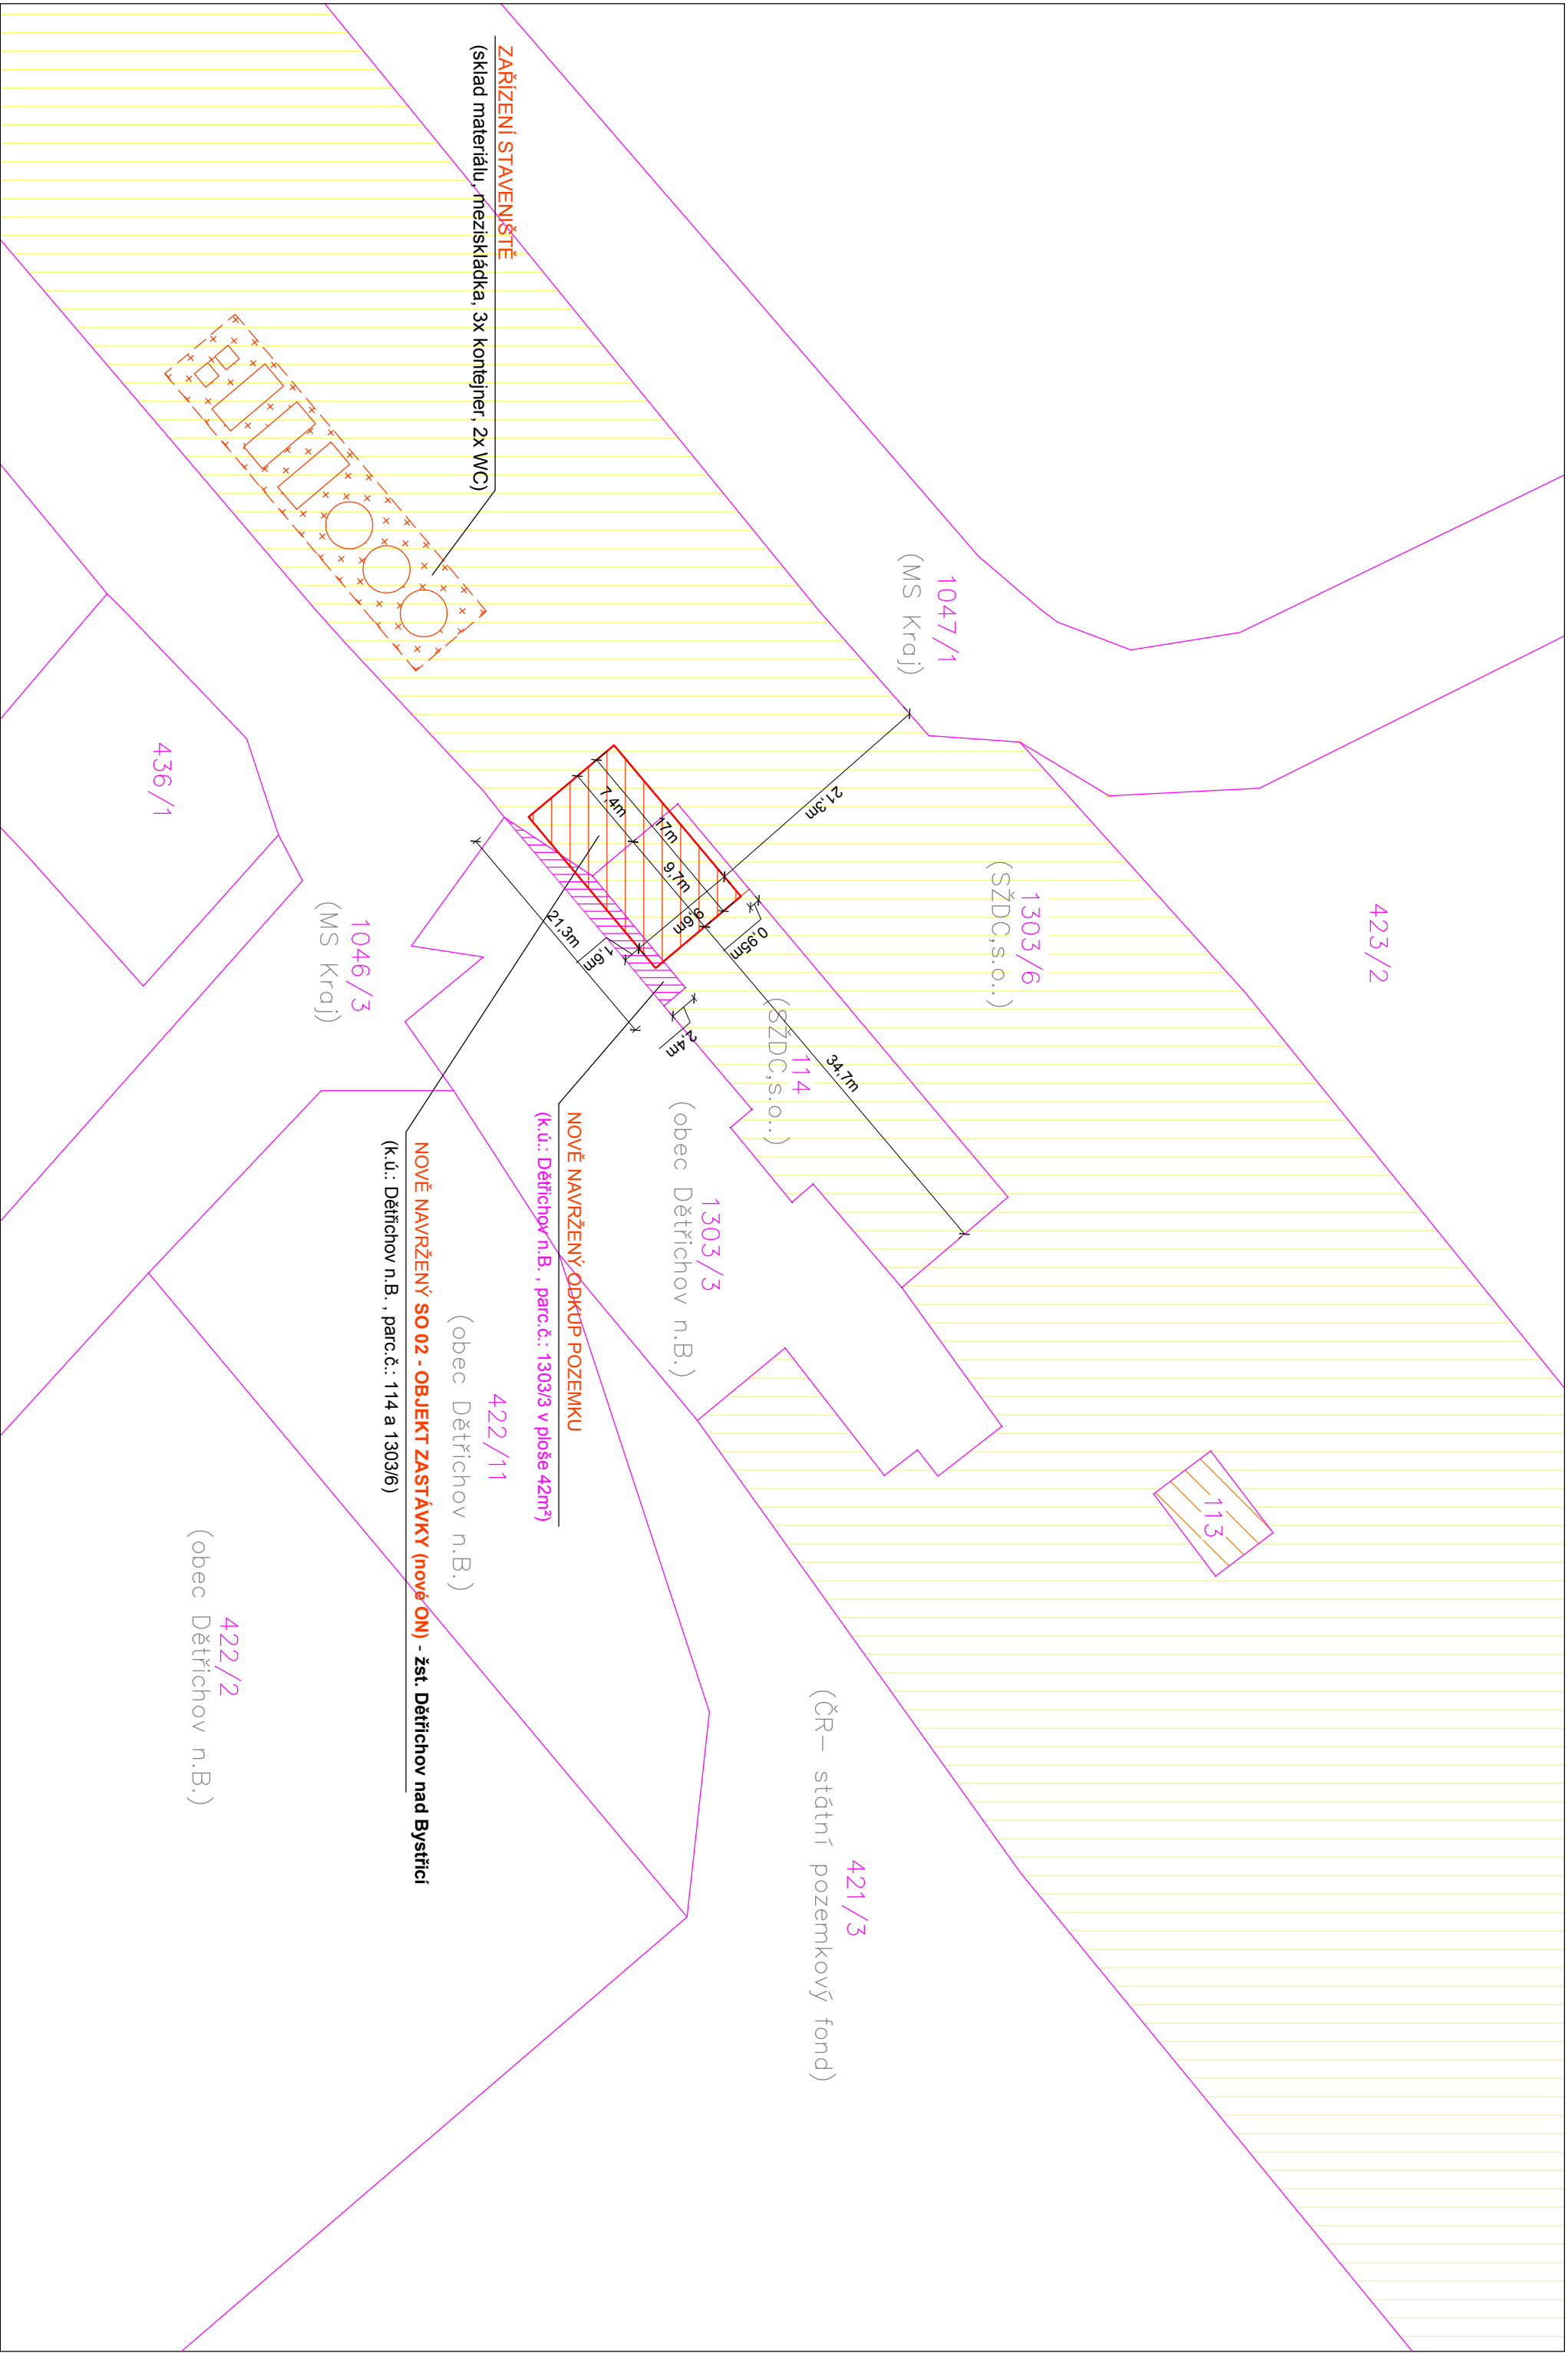 ZAŘÍZENÍ STAVENIŠTĚ
(sklad materiálu, meziskládka, 3x kontejner, 2x WC)
1047/1
(MS Kraj)
423/2
1303/6
(SŽDC,s.o..)
114
(SŽDC,s.o..)
21,3m
7,4m
17m
9,7m
9,6m
0,95m
34,7m
21,3m
1,6m
2,4m
436/1
1046/3
(MS Kraj)
1303/3
(obec Dětřichov n.B.)
NOVĚ NAVRŽENÝ ODKUP POZEMKU
(k.ú.: Dětřichov n.B. , parc.č.: 1303/3 v ploše 42m²)
NOVĚ NAVRŽENÝ SO 02 - OBJEKT ZASTÁVKY (nové ON) - žst. Dětřichov nad Bystřicí
(k.ú.: Dětřichov n.B. , parc.č.: 114 a 1303/6)
422/11
(obec Dětřichov n.B.)
113
422/2
(obec Dětřichov n.B.)
421/3
(ČR– státní pozemkový fond)